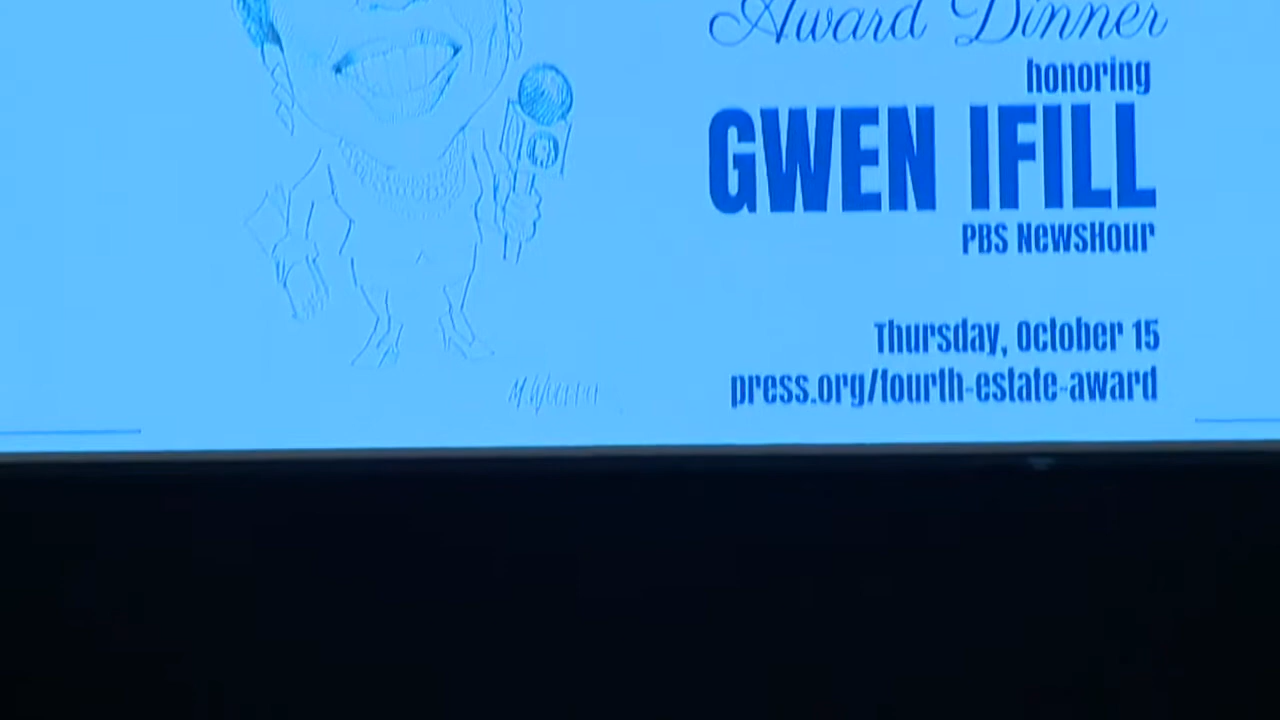 Award Dinner
honoring
GWEN IFILL
PBS NewsHour
Thursday, October 15
press.org/fourth-estate-award